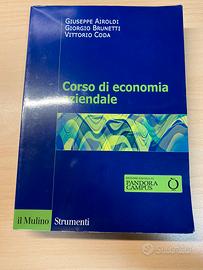 GIUSEPPE AIROLDI
GIORGIO BRUNETTI
VITTORIO CODA
Corso di economia
aziendale
PANDORA
CAMPUS
il Mulino Strumenti